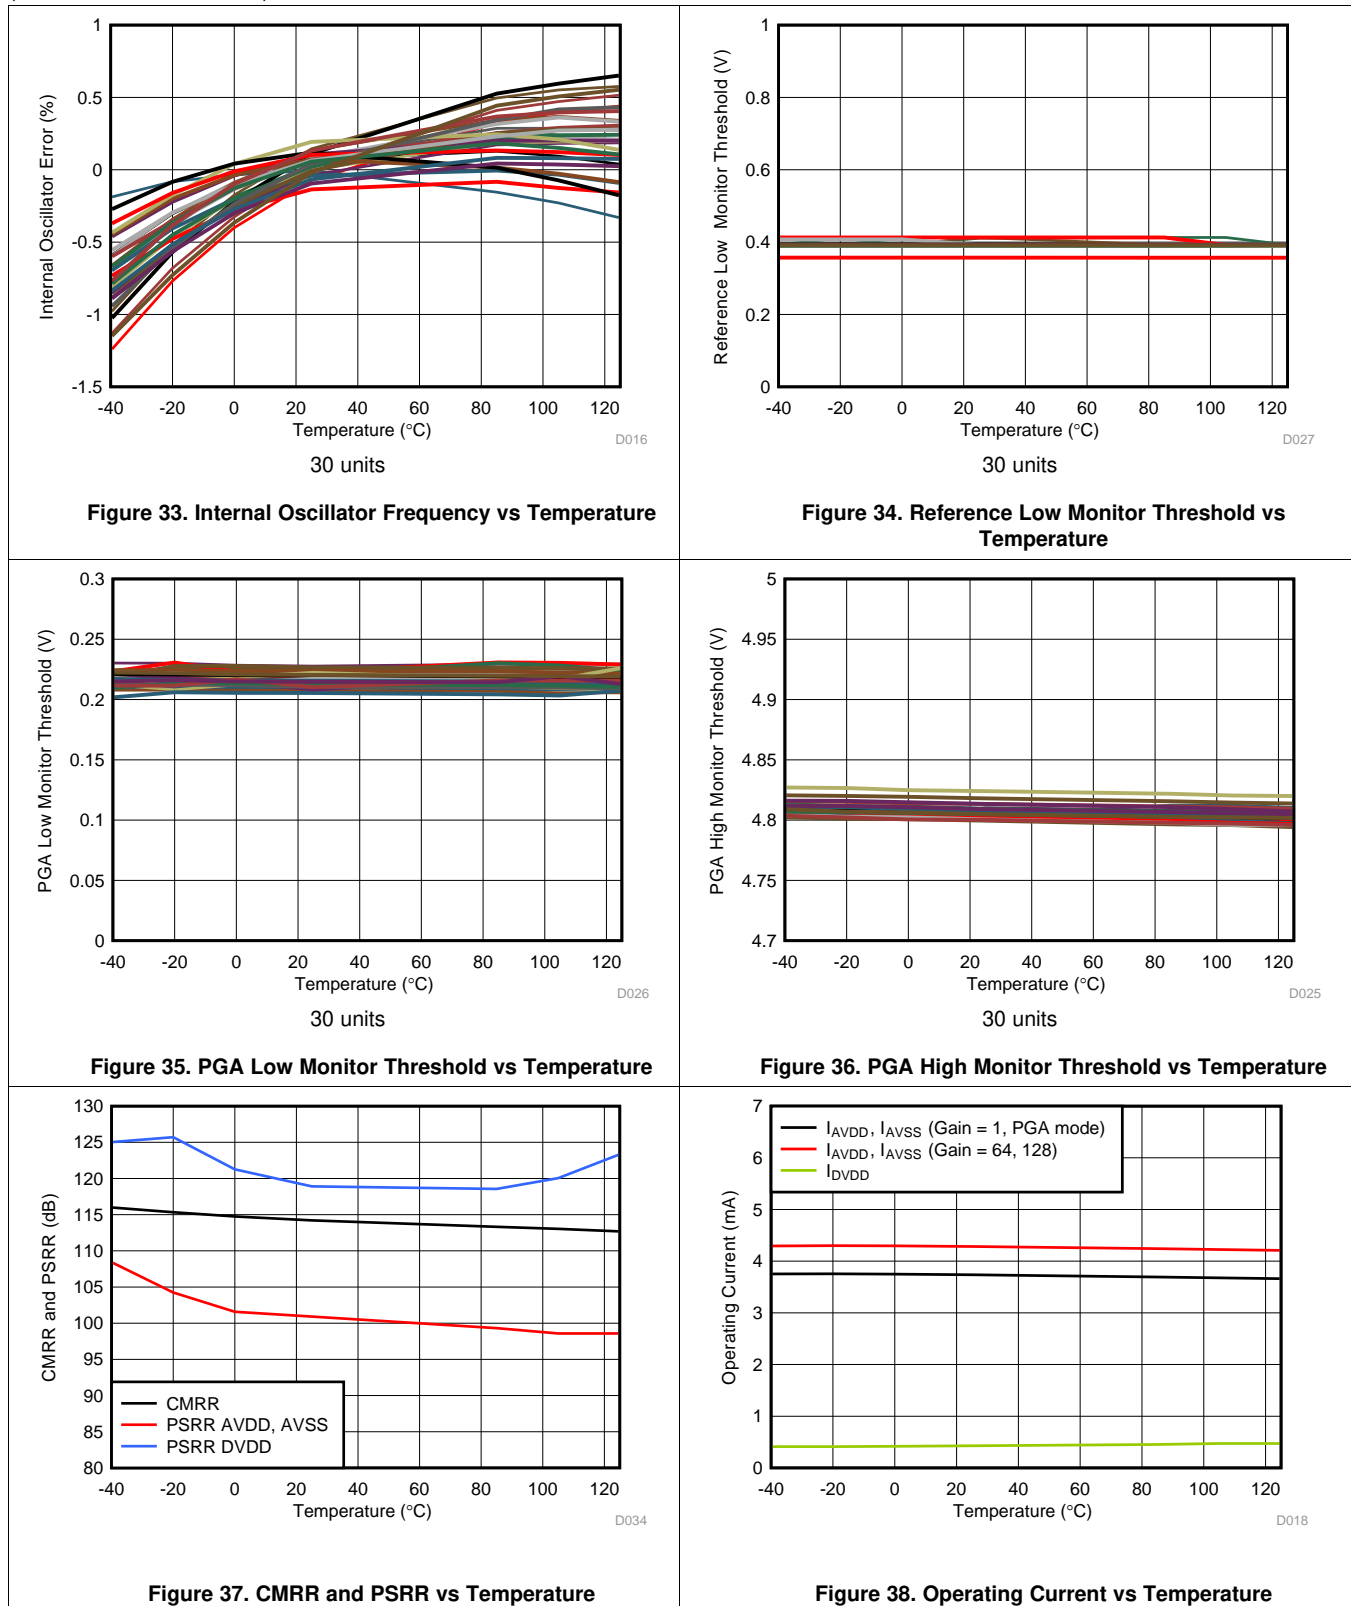 1
0.5
0
-0.5
-1
-1.5
Internal Oscillator Error (%)
-40 -20 0 20 40 60 80 100 120
Temperature (°C)
D016
30 units
Figure 33. Internal Oscillator Frequency vs Temperature
1
0.8
0.6
0.4
0.2
0
Reference Low Monitor Threshold (V)
-40 -20 0 20 40 60 80 100 120
Temperature (°C)
D027
30 units
Figure 34. Reference Low Monitor Threshold vs
Temperature
0.3
0.25
0.2
0.15
0.1
0.05
0
PGA Low Monitor Threshold (V)
-40 -20 0 20 40 60 80 100 120
Temperature (°C)
D026
30 units
Figure 35. PGA Low Monitor Threshold vs Temperature
5
4.95
4.9
4.85
4.8
4.75
4.7
PGA High Monitor Threshold (V)
-40 -20 0 20 40 60 80 100 120
Temperature (°C)
D025
30 units
Figure 36. PGA High Monitor Threshold vs Temperature
130
125
120
115
110
105
100
95
90
85
80
CMRR and PSRR (dB)
CMRR
PSRR AVDD, AVSS
PSRR DVDD
-40 -20 0 20 40 60 80 100 120
Temperature (°C)
D034
Figure 37. CMRR and PSRR vs Temperature
7
6
5
4
3
2
1
0
Operating Current (mA)
IAVDD, IAVSS (Gain = 1, PGA mode)
IAVDD, IAVSS (Gain = 64, 128)
IDVDD
-40 -20 0 20 40 60 80 100 120
Temperature (°C)
D018
Figure 38. Operating Current vs Temperature